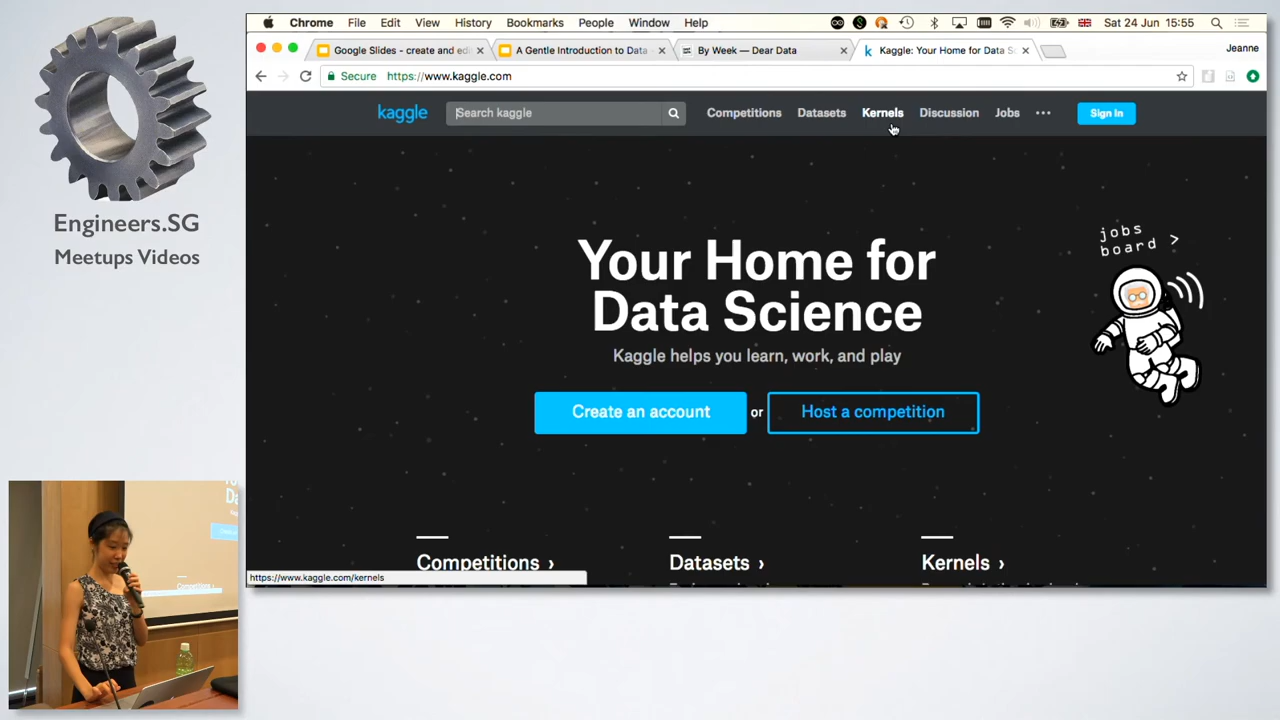 Engineers.SG
Meetups Videos
Chrome File Edit View History Bookmarks People Window Help
Sat 24 Jun 15:55
Google Slides - create and edi
A Gentle Introduction to Data
By Week — Dear Data
Kaggle: Your Home for Data Sc
Jeanne
Secure https://www.kaggle.com
kaggle
Search kaggle
Competitions Datasets Kernels Discussion Jobs
Sign In
jobs
board >
Your Home for
Data Science
Kaggle helps you learn, work, and play
Create an account or Host a competition
Competitions ›
Datasets ›
Kernels ›
https://www.kaggle.com/kernels